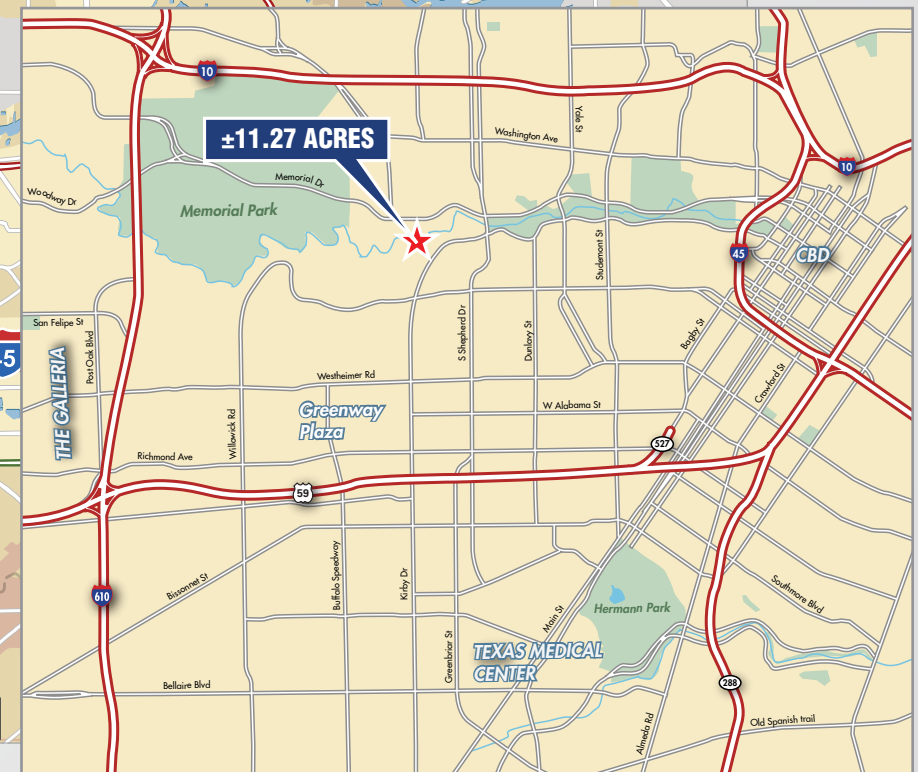 10
±11.27 ACRES
Yale St
Washington Ave
10
Memorial Dr
Woodway Dr
Memorial Park
45
CBD
Studemont St
San Felipe St
Post Oak Blvd
S Shepherd Dr
Dunlavy St
Bagby St
-5
THE GALLERIA
Westheimer Rd
Crawford St
Greenway
Plaza
W Alabama St
Willowick Rd
527
Richmond Ave
59
610
Bissonnet St
Buffalo Speedway
Kirby Dr
Main St
Hermann Park
Southmore Blvd
Greenbriar St
TEXAS MEDICAL
CENTER
Bellaire Blvd
288
Almeda Rd
Old Spanish trail